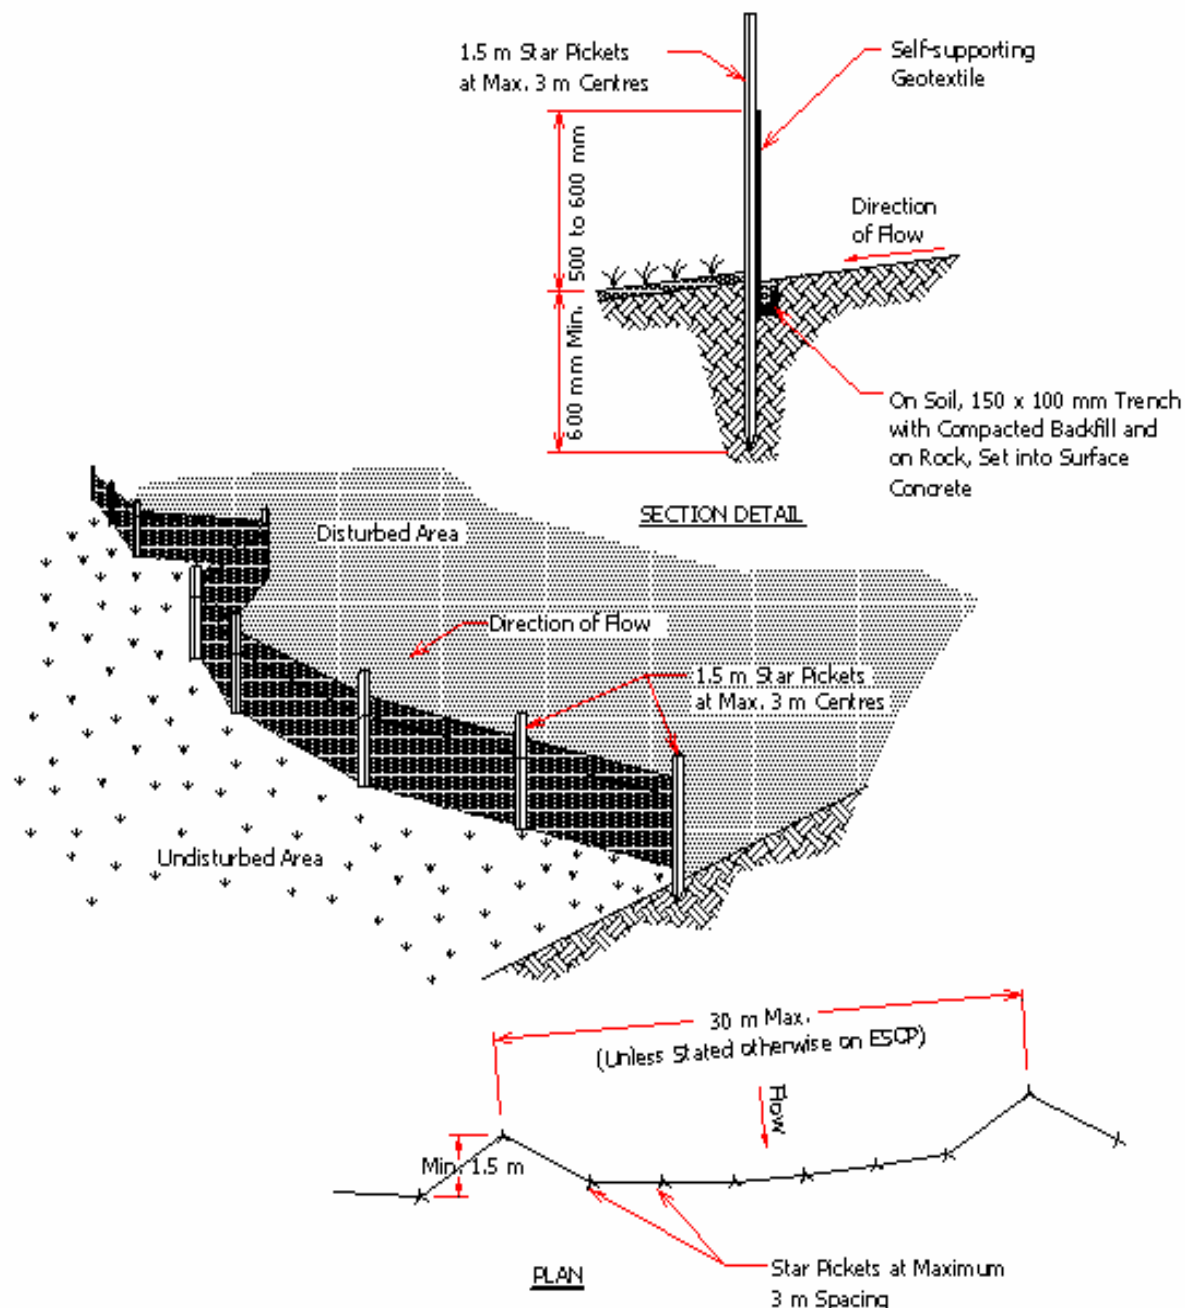 1.5 m Star Pickets
at Max. 3 m Centres
Self-supporting
Geotextile
500 to 600 mm
Direction
of Flow
600 mm Min.
On Soil, 150 x 100 mm Trench
with Compacted Backfill and
on Rock, Set into Surface
Concrete
SECTION DETAIL
Disturbed Area
Direction of Flow
1.5 m Star Pickets
at Max. 3 m Centres
Undisturbed Area
30 m Max.
(Unless Stated otherwise on ESCP)
Flow
Min. 1.5 m
Star Pickets at Maximum
3 m Spacing
PLAN